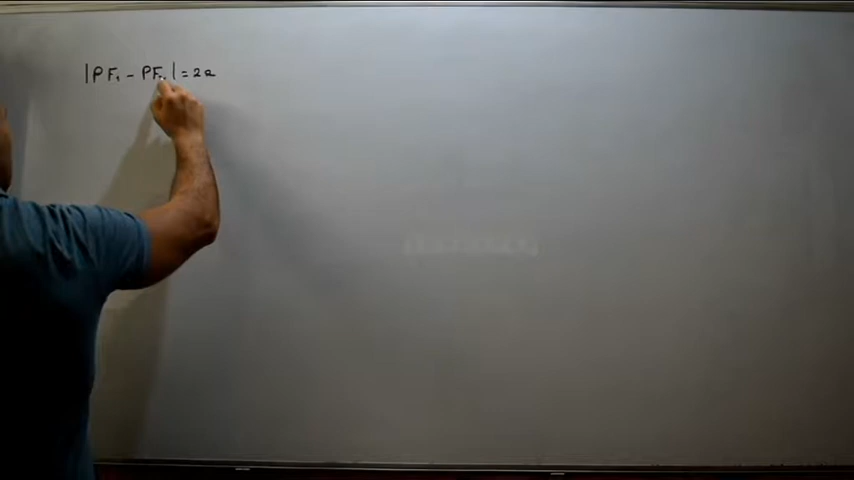 |PF₁ - PF₂| = 2a